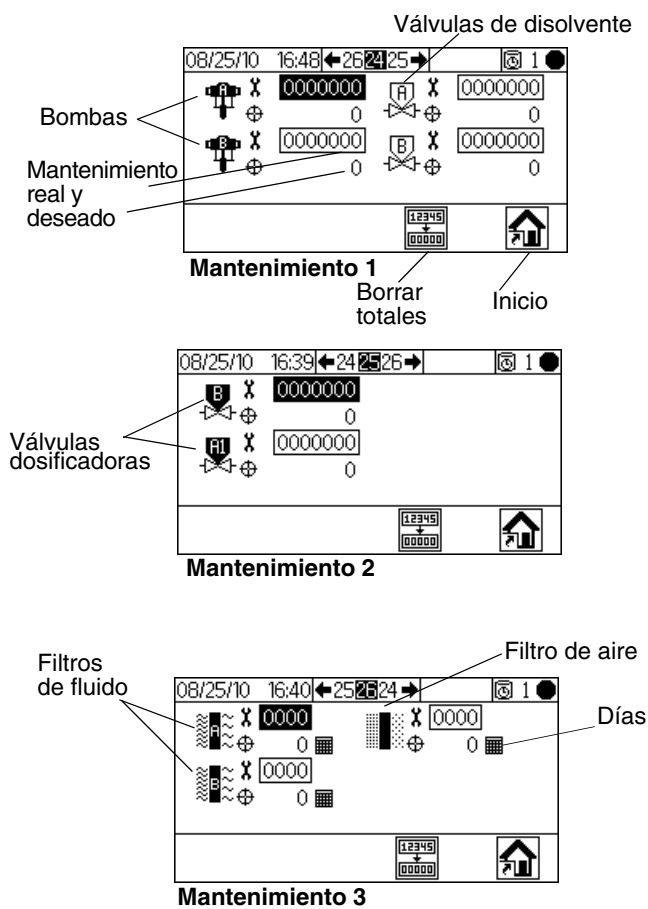 Válvulas de disolvente
08/25/10 16:48 26 24 25 1
A 0000000 A 0000000
0 0
Bombas
B 0000000 B 0000000
0 0
Mantenimiento
real y
deseado
12345
00000
Mantenimiento 1
Borrar
totales
Inicio
08/25/10 16:39 24 25 26 1
B 0000000
0
Válvulas
dosificadoras
A1 0000000
0
12345
00000
Mantenimiento 2
Filtro de aire
Filtros
de fluido
08/25/10 16:40 25 26 24 1
A 0000 0000
0 0
Días
B 0000
0
12345
00000
Mantenimiento 3